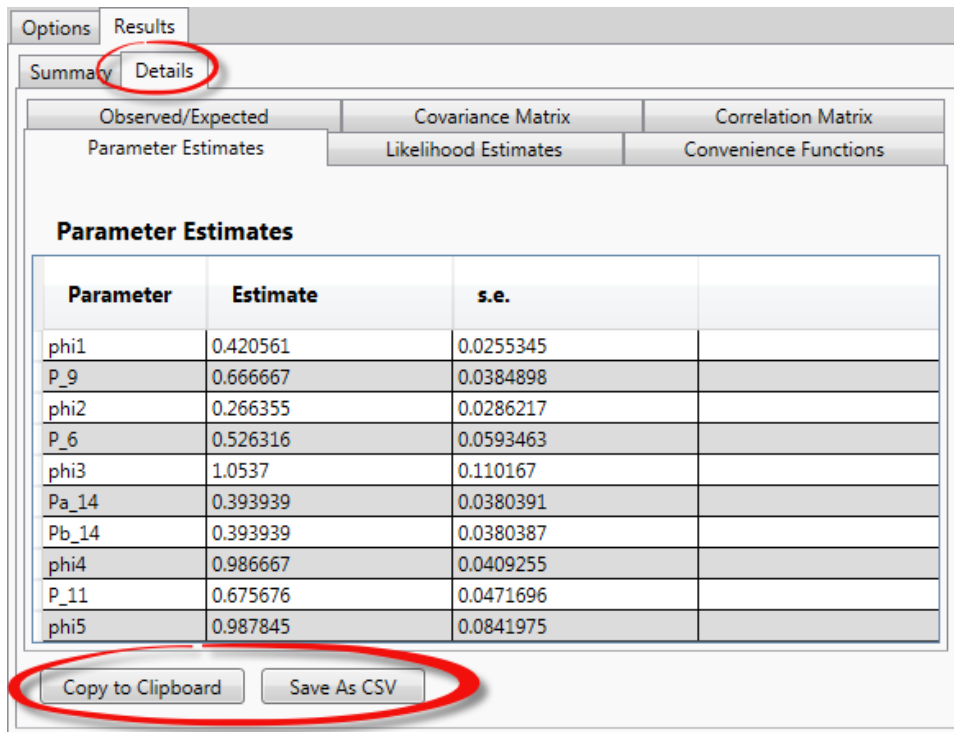 Options Results
Summary Details
Observed/Expected Covariance Matrix Correlation Matrix
Parameter Estimates Likelihood Estimates Convenience Functions
Parameter Estimates
Parameter Estimate s.e.
phi1 0.420561 0.0255345
P_9 0.666667 0.0384898
phi2 0.266355 0.0286217
P_6 0.526316 0.0593463
phi3 1.0537 0.110167
Pa_14 0.393939 0.0380391
Pb_14 0.393939 0.0380387
phi4 0.986667 0.0409255
P_11 0.675676 0.0471696
phi5 0.987845 0.0841975
Copy to Clipboard Save As CSV